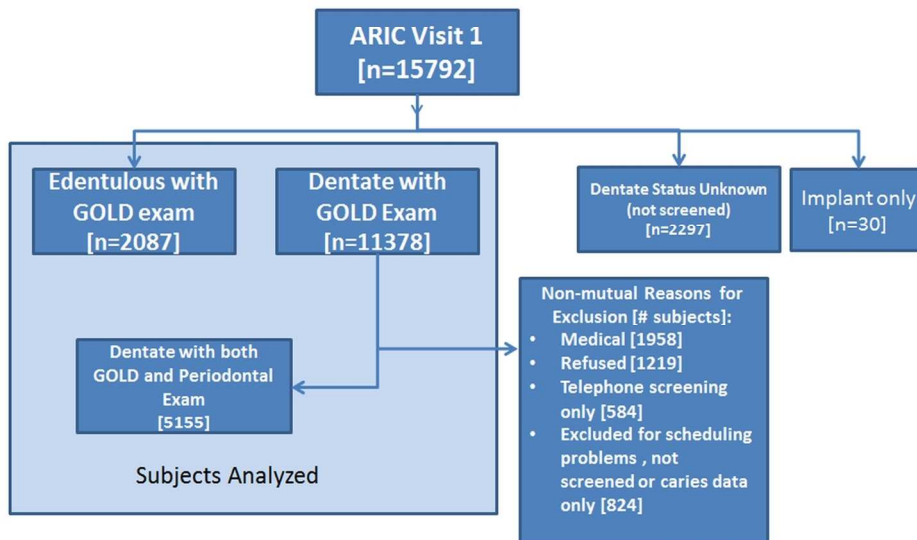 ARIC Visit 1
[n=15792]
Edentulous with
GOLD exam
[n=2087]
Dentate with
GOLD Exam
[n=11378]
Dentate Status Unknown
(not screened)
[n=2297]
Implant only
[n=30]
Dentate with both
GOLD and Periodontal
Exam
[5155]
Subjects Analyzed
Non-mutual Reasons for
Exclusion [# subjects]:
• Medical [1958]
• Refused [1219]
• Telephone screening
only [584]
• Excluded for scheduling
problems , not
screened or caries data
only [824]